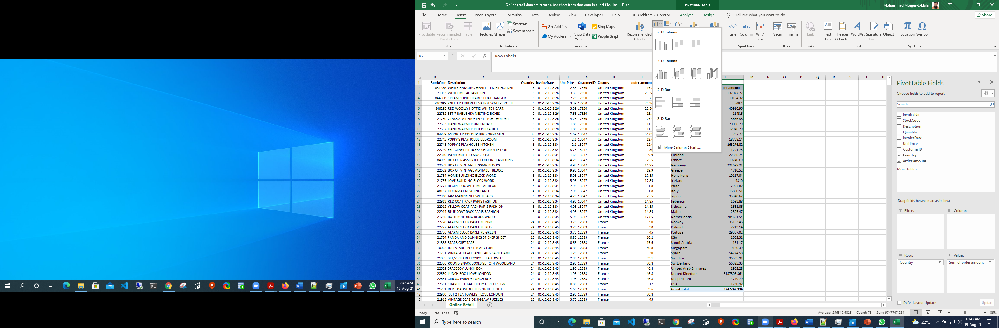 12:43 AM
19-Aug-21
Online retail data set create a bar chart from that data in excel file.xlsx - Excel
PivotTable Tools
Mohammad Monjur-E-Elahi
File Home Insert Page Layout Formulas Data Review View Developer Help PDF Architect 7 Creator Analyze Design Tell me what you want to do Share
PivotTable Recommended PivotTables Table
Tables
Pictures Shapes SmartArt Screenshot
Illustrations
Get Add-ins My Add-ins Visio Data Visualizer Bing Maps People Graph
Add-ins
Recommended Charts
Line Column Win/Loss
Sparklines
Slicer Timeline
Filters
Link
Links
Text Box Header & Footer WordArt Signature Line Object
Text
Equation Symbol
Symbols
2-D Column
3-D Column
2-D Bar
3-D Bar
More Column Charts...
K2
fx
Row Labels
B C D E F G H I L M N O P Q R S T U
1 StockCode Description Quantity InvoiceDate UnitPrice CustomerID Country order amount
2 85123A WHITE HANGING HEART T-LIGHT HOLDER 6 01-12-10 8:26 2.55 17850 United Kingdom 15.3 rder amount
3 71053 WHITE METAL LANTERN 6 01-12-10 8:26 3.39 17850 United Kingdom 20.34 137077.27
4 84406B CREAM CUPID HEARTS COAT HANGER 8 01-12-10 8:26 2.75 17850 United Kingdom 22 10154.32
5 84029G KNITTED UNION FLAG HOT WATER BOTTLE 6 01-12-10 8:26 3.39 17850 United Kingdom 20.34 548.4
6 84029E RED WOOLLY HOTTIE WHITE HEART. 6 01-12-10 8:26 3.39 17850 United Kingdom 20.34 40910.96
7 22752 SET 7 BABUSHKA NESTING BOXES 2 01-12-10 8:26 7.65 17850 United Kingdom 15.3 1143.6
8 21730 GLASS STAR FROSTED T-LIGHT HOLDER 6 01-12-10 8:26 4.25 17850 United Kingdom 25.5 3666.38
9 22633 HAND WARMER UNION JACK 6 01-12-10 8:28 1.85 17850 United Kingdom 11.1 20086.29
10 22632 HAND WARMER RED POLKA DOT 6 01-12-10 8:28 1.85 17850 United Kingdom 11.1 12946.29
11 84879 ASSORTED COLOUR BIRD ORNAMENT 32 01-12-10 8:34 1.69 13047 United Kingdom 54.08 707.72
12 22745 POPPY'S PLAYHOUSE BEDROOM 6 01-12-10 8:34 2.1 13047 United Kingdom 12.6 18768.14
13 22748 POPPY'S PLAYHOUSE KITCHEN 6 01-12-10 8:34 2.1 13047 United Kingdom 12.6 263276.82
14 22749 FELTCRAFT PRINCESS CHARLOTTE DOLL 8 01-12-10 8:34 3.75 13047 United Kingdom 30 1291.75
15 22310 IVORY KNITTED MUG COSY 6 01-12-10 8:34 1.65 13047 United Kingdom 9.9 Finland 22326.74
16 84969 BOX OF 6 ASSORTED COLOUR TEASPOONS 6 01-12-10 8:34 4.25 13047 United Kingdom 25.5 France 197403.9
17 22623 BOX OF VINTAGE JIGSAW BLOCKS 3 01-12-10 8:34 4.95 13047 United Kingdom 14.85 Germany 221698.21
18 22622 BOX OF VINTAGE ALPHABET BLOCKS 2 01-12-10 8:34 9.95 13047 United Kingdom 19.9 Greece 4710.52
19 21754 HOME BUILDING BLOCK WORD 3 01-12-10 8:34 5.95 13047 United Kingdom 17.85 Hong Kong 10117.04
20 21755 LOVE BUILDING BLOCK WORD 3 01-12-10 8:34 5.95 13047 United Kingdom 17.85 Iceland 4310
21 21777 RECIPE BOX WITH METAL HEART 4 01-12-10 8:34 7.95 13047 United Kingdom 31.8 Israel 7907.82
22 48187 DOORMAT NEW ENGLAND 4 01-12-10 8:34 7.95 13047 United Kingdom 31.8 Italy 16890.51
23 22960 JAM MAKING SET WITH JARS 6 01-12-10 8:34 4.25 13047 United Kingdom 25.5 Japan 35340.62
24 22913 RED COAT RACK PARIS FASHION 3 01-12-10 8:34 4.95 13047 United Kingdom 14.85 Lebanon 1693.88
25 22912 YELLOW COAT RACK PARIS FASHION 3 01-12-10 8:34 4.95 13047 United Kingdom 14.85 Lithuania 1661.06
26 22914 BLUE COAT RACK PARIS FASHION 3 01-12-10 8:34 4.95 13047 United Kingdom 14.85 Malta 2505.47
27 21756 BATH BUILDING BLOCK WORD 3 01-12-10 8:35 5.95 13047 United Kingdom 17.85 Netherlands 284661.54
28 22728 ALARM CLOCK BAKELIKE PINK 24 01-12-10 8:45 3.75 12583 France 90 Norway 35163.46
29 22727 ALARM CLOCK BAKELIKE RED 24 01-12-10 8:45 3.75 12583 France 90 Poland 7213.14
30 22726 ALARM CLOCK BAKELIKE GREEN 12 01-12-10 8:45 3.75 12583 France 45 Portugal 29367.02
31 21724 PANDA AND BUNNIES STICKER SHEET 12 01-12-10 8:45 0.85 12583 France 10.2 RSA 1002.31
32 21883 STARS GIFT TAPE 24 01-12-10 8:45 0.65 12583 France 15.6 Saudi Arabia 131.17
33 10002 INFLATABLE POLITICAL GLOBE 48 01-12-10 8:45 0.85 12583 France 40.8 Singapore 9120.39
34 21791 VINTAGE HEADS AND TAILS CARD GAME 24 01-12-10 8:45 1.25 12583 France 30 Spain 54774.58
35 21035 SET/2 RED RETROSPOT TEA TOWELS 18 01-12-10 8:45 2.95 12583 France 53.1 Sweden 36595.91
36 22326 ROUND SNACK BOXES SET OF4 WOODLAND 24 01-12-10 8:45 2.95 12583 France 70.8 Switzerland 56385.35
37 22629 SPACEBOY LUNCH BOX 24 01-12-10 8:45 1.95 12583 France 46.8 United Arab Emirates 1902.28
38 22659 LUNCH BOX I LOVE LONDON 24 01-12-10 8:45 1.95 12583 France 46.8 United Kingdom 8187806.364
39 22631 CIRCUS PARADE LUNCH BOX 24 01-12-10 8:45 1.95 12583 France 46.8 Unspecified 4749.79
40 22661 CHARLOTTE BAG DOLLY GIRL DESIGN 20 01-12-10 8:45 0.85 12583 France 17 USA 1730.92
41 21731 RED TOADSTOOL LED NIGHT LIGHT 24 01-12-10 8:45 1.65 12583 France 39.6 Grand Total 9747747.934
42 22900 SET 2 TEA TOWELS I LOVE LONDON 24 01-12-10 8:45 2.95 12583 France 70.8
43 21913 VINTAGE SEASIDE JIGSAW PUZZLES 12 01-12-10 8:45 3.75 12583 France 45
Online Retail
Ready Scroll Lock
Average: 256519.6825 Count: 78 Sum: 9747747.934
85%
PivotTable Fields
Choose fields to add to report:
Search
InvoiceNo
StockCode
Description
Quantity
InvoiceDate
UnitPrice
CustomerID
Country
order amount
More Tables...
Drag fields between areas below:
Filters
Columns
Rows
Values
Country
Sum of order amount
Defer Layout Update
Update
Type here to search
22°C
12:43 AM
19-Aug-21